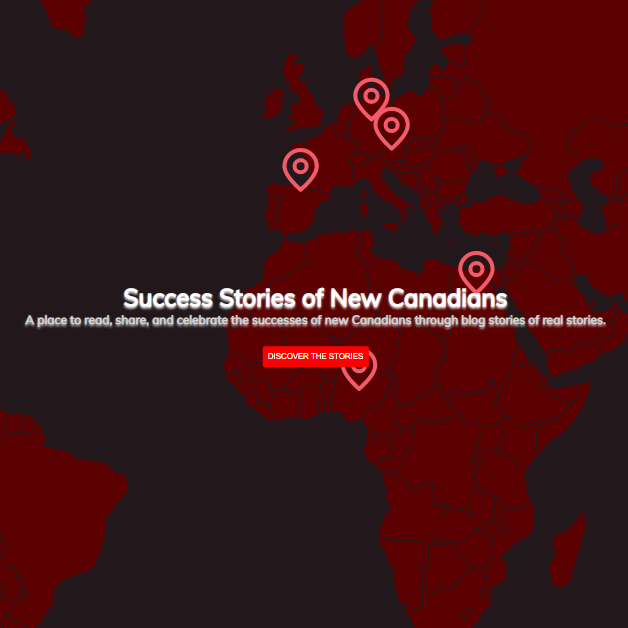 Success Stories of New Canadians
A place to read, share, and celebrate the successes of new Canadians through blog stories of real stories.
DISCOVER THE STORIES